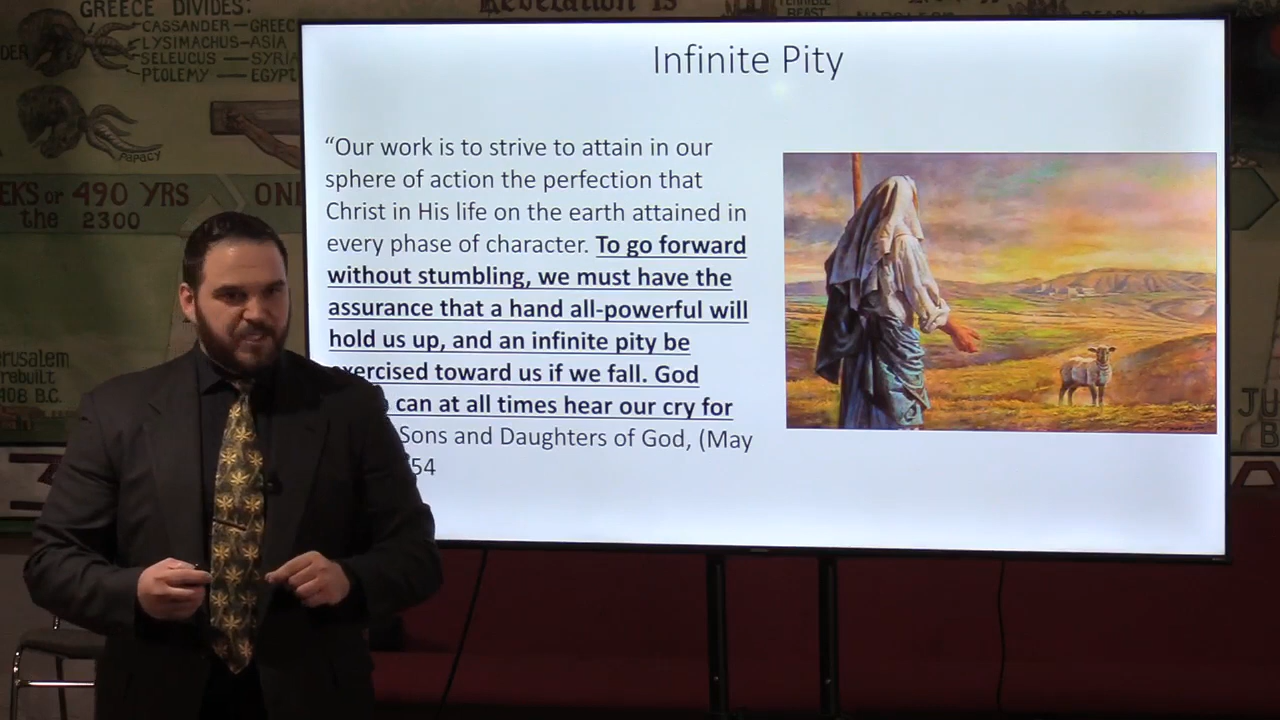 GREECE DIVIDES:
CASSANDER-GREECE
LYSIMACHUS-ASIA
SELEUCUS - SYRIA
PTOLEMY - EGYPT
PAPACY
490 YRS
the 2300
rebuilt
408 B.C.
Revelation is
Infinite Pity
“Our work is to strive to attain in our
sphere of action the perfection that
Christ in His life on the earth attained in
every phase of character. To go forward
without stumbling, we must have the
assurance that a hand all-powerful will
hold us up, and an infinite pity be
exercised toward us if we fall. God
can at all times hear our cry for
Sons and Daughters of God, (May
54